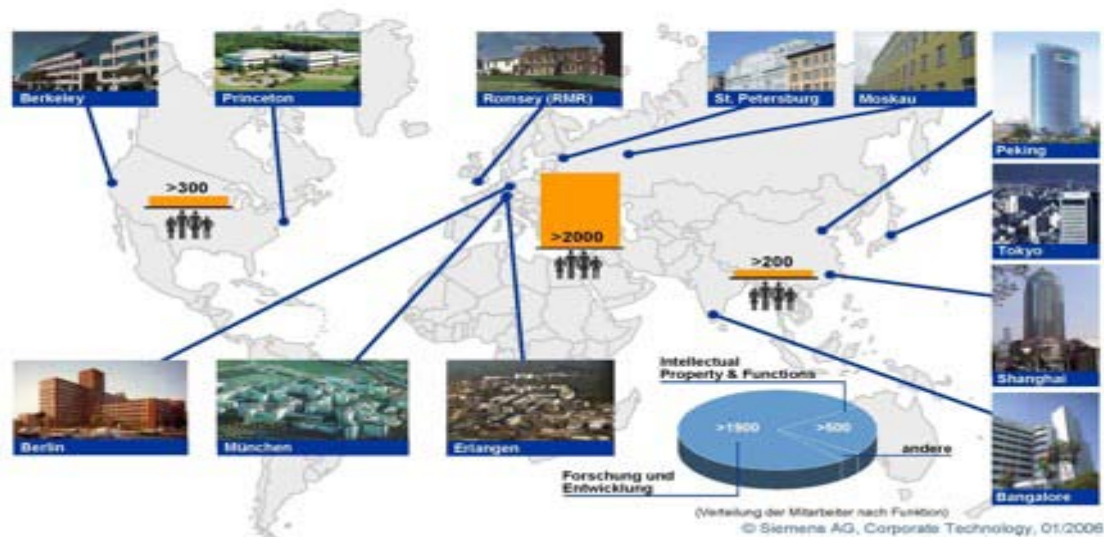 Berkeley
Princeton
Romsey (RMR)
St. Petersburg
Moskau
Peking
>300
>2000
>200
Tokyo
Shanghai
Berlin
München
Erlangen
Bangalore
Intellectual
Property & Functions
>1900
>500
andere
Forschung und
Entwicklung
(Verteilung der Mitarbeiter nach Funktion)
© Siemens AG, Corporate Technology, 01/2006